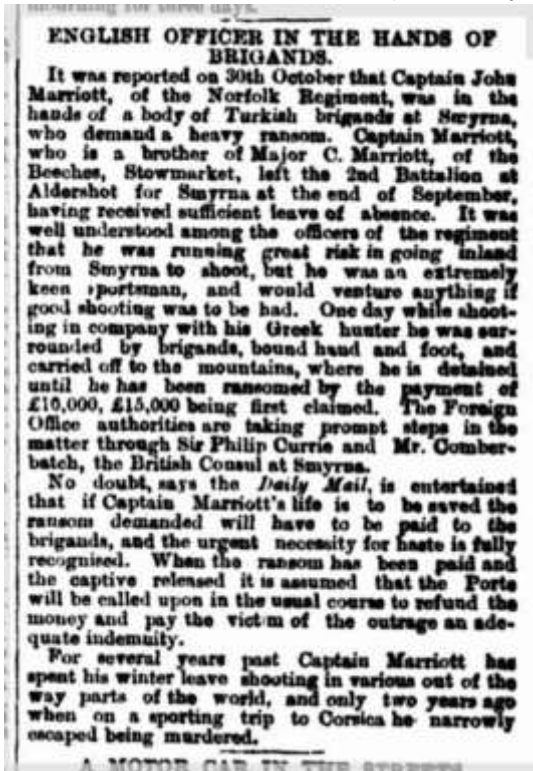 mourning for three days.
ENGLISH OFFICER IN THE HANDS OF
BRIGANDS.
It was reported on 30th October that Captain John
Marriott, of the Norfolk Regiment, was in the
hands of a body of Turkish brigands at Smyrna,
who demand a heavy ransom. Captain Marriott,
who is a brother of Major C. Marriott, of the
Beeches, Stowmarket, left the 2nd Battalion at
Aldershot for Smyrna at the end of September,
having received sufficient leave of absence. It was
well understood among the officers of the regiment
that he was running great risk in going inland
from Smyrna to shoot, but he was an extremely
keen sportsman, and would venture anything if
good shooting was to be had. One day while shoot-
ing in company with his Greek hunter he was sur-
rounded by brigands, bound hand and foot, and
carried off to the mountains, where he is detained
until he has been ransomed by the payment of
£10,000, £15,000 being first claimed. The Foreign
Office authorities are taking prompt steps in the
matter through Sir Philip Currie and Mr. Comber-
batch, the British Consul at Smyrna.
No doubt, says the Daily Mail, is entertained
that if Captain Marriott's life is to be saved the
ransom demanded will have to be paid to the
brigands, and the urgent necessity for haste is fully
recognised. When the ransom has been paid and
the captive released it is assumed that the Porte
will be called upon in the usual course to refund the
money and pay the victim of the outrage an ade-
quate indemnity.
For several years past Captain Marriott has
spent his winter leave shooting in various out of the
way parts of the world, and only two years ago
when on a sporting trip to Corsica he narrowly
escaped being murdered.
A MOTOR CAR IN THE STREETS